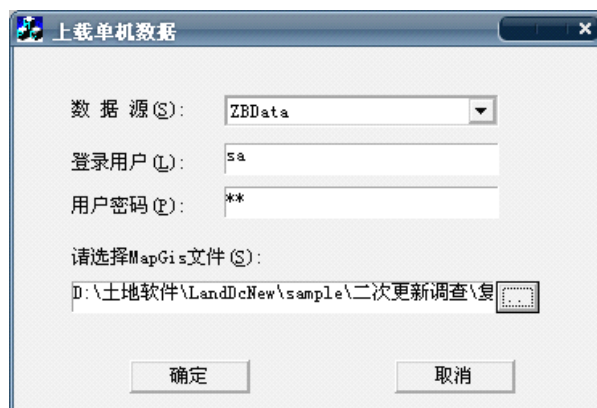 上载单机数据
数 据 源(S): ZBData
登录用户(L): sa
用户密码(P): **
请选择MapGis文件(S):
D:\土地软件\LandDcNew\sample\二次更新调查\复 ...
确定 取消